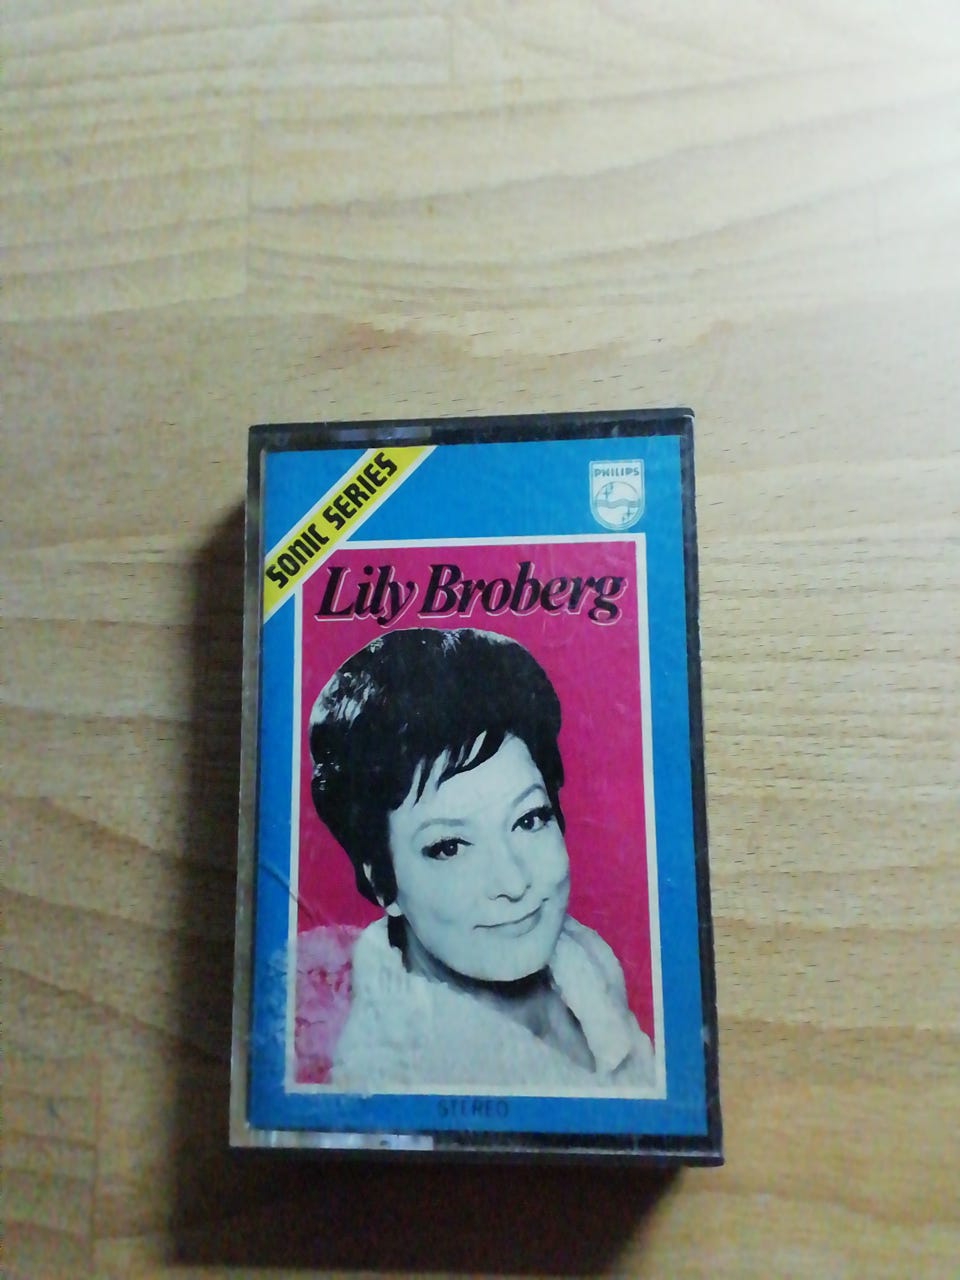 SONIC SERIES
PHILIPS
Lily Broberg
STEREO